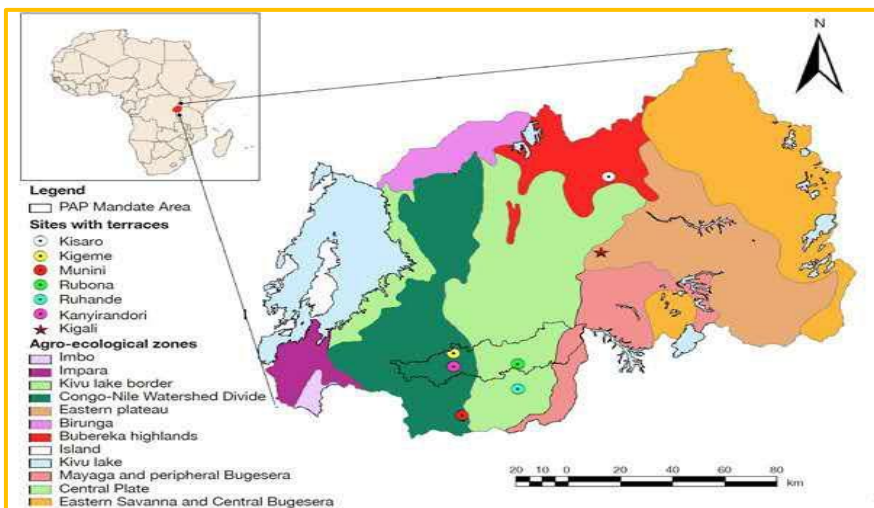 N
Legend
PAP Mandate Area
Sites with terraces
Kisaro
Kigeme
Munini
Rubona
Ruhande
Kanyirandori
Kigali
Agro-ecological zones
Imbo
Impara
Kivu lake border
Congo-Nile Watershed Divide
Eastern plateau
Birunga
Bubereka highlands
Island
Kivu lake
Mayaga and peripheral Bugesera
Central Plate
Eastern Savanna and Central Bugesera
20 10 0 20 40 60 80
km